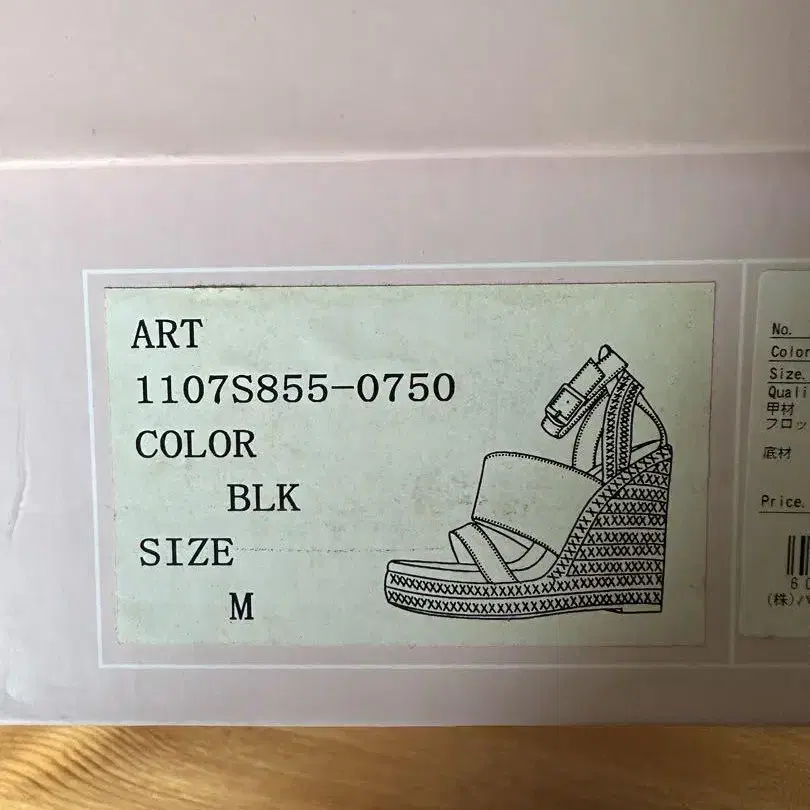 ART
1107S855-0750
COLOR
BLK
SIZE
M
No.
Color
Size.
Quali
甲材
フロッ
底材
Price.
6
(株)